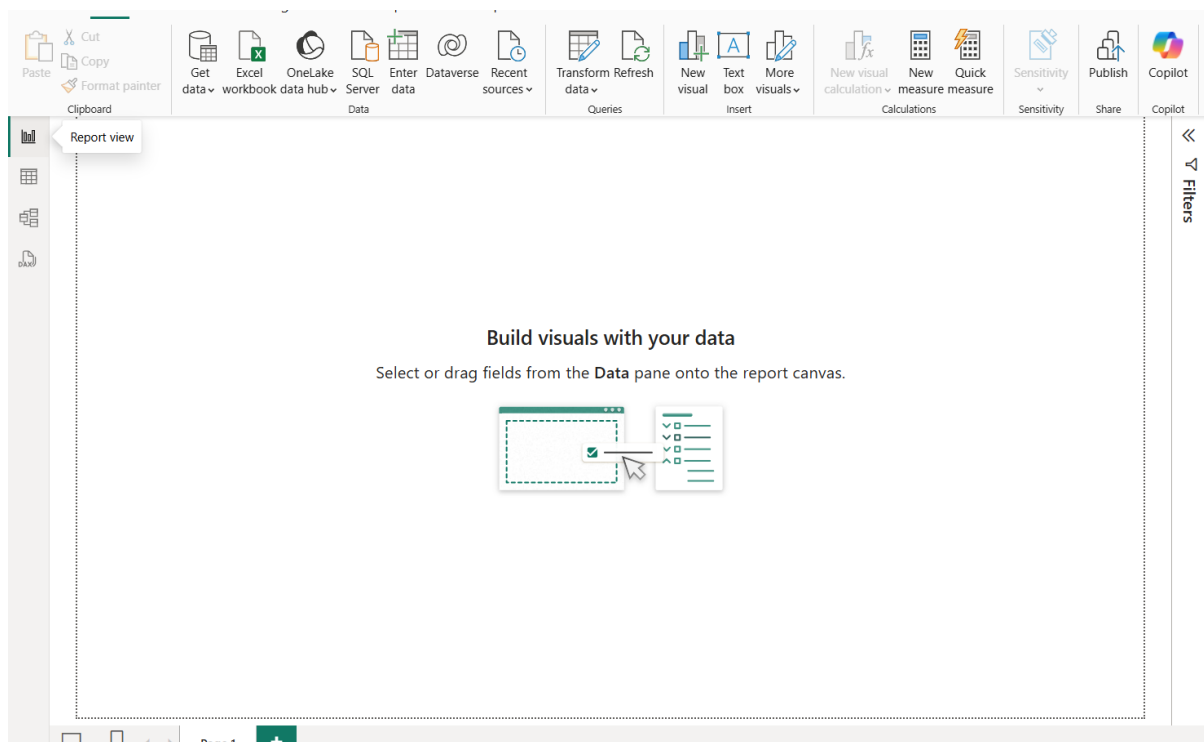 Cut
Copy
Format painter
Paste
Clipboard
Get data
Excel workbook
OneLake data hub
SQL Server
Enter data
Dataverse
Recent sources
Data
Transform data
Refresh
Queries
New visual
Text box
More visuals
Insert
New visual calculation
New measure
Quick measure
Calculations
Sensitivity
Sensitivity
Publish
Share
Copilot
Copilot
Report view
DAX
Filters
Build visuals with your data
Select or drag fields from the Data pane onto the report canvas.
Page 1